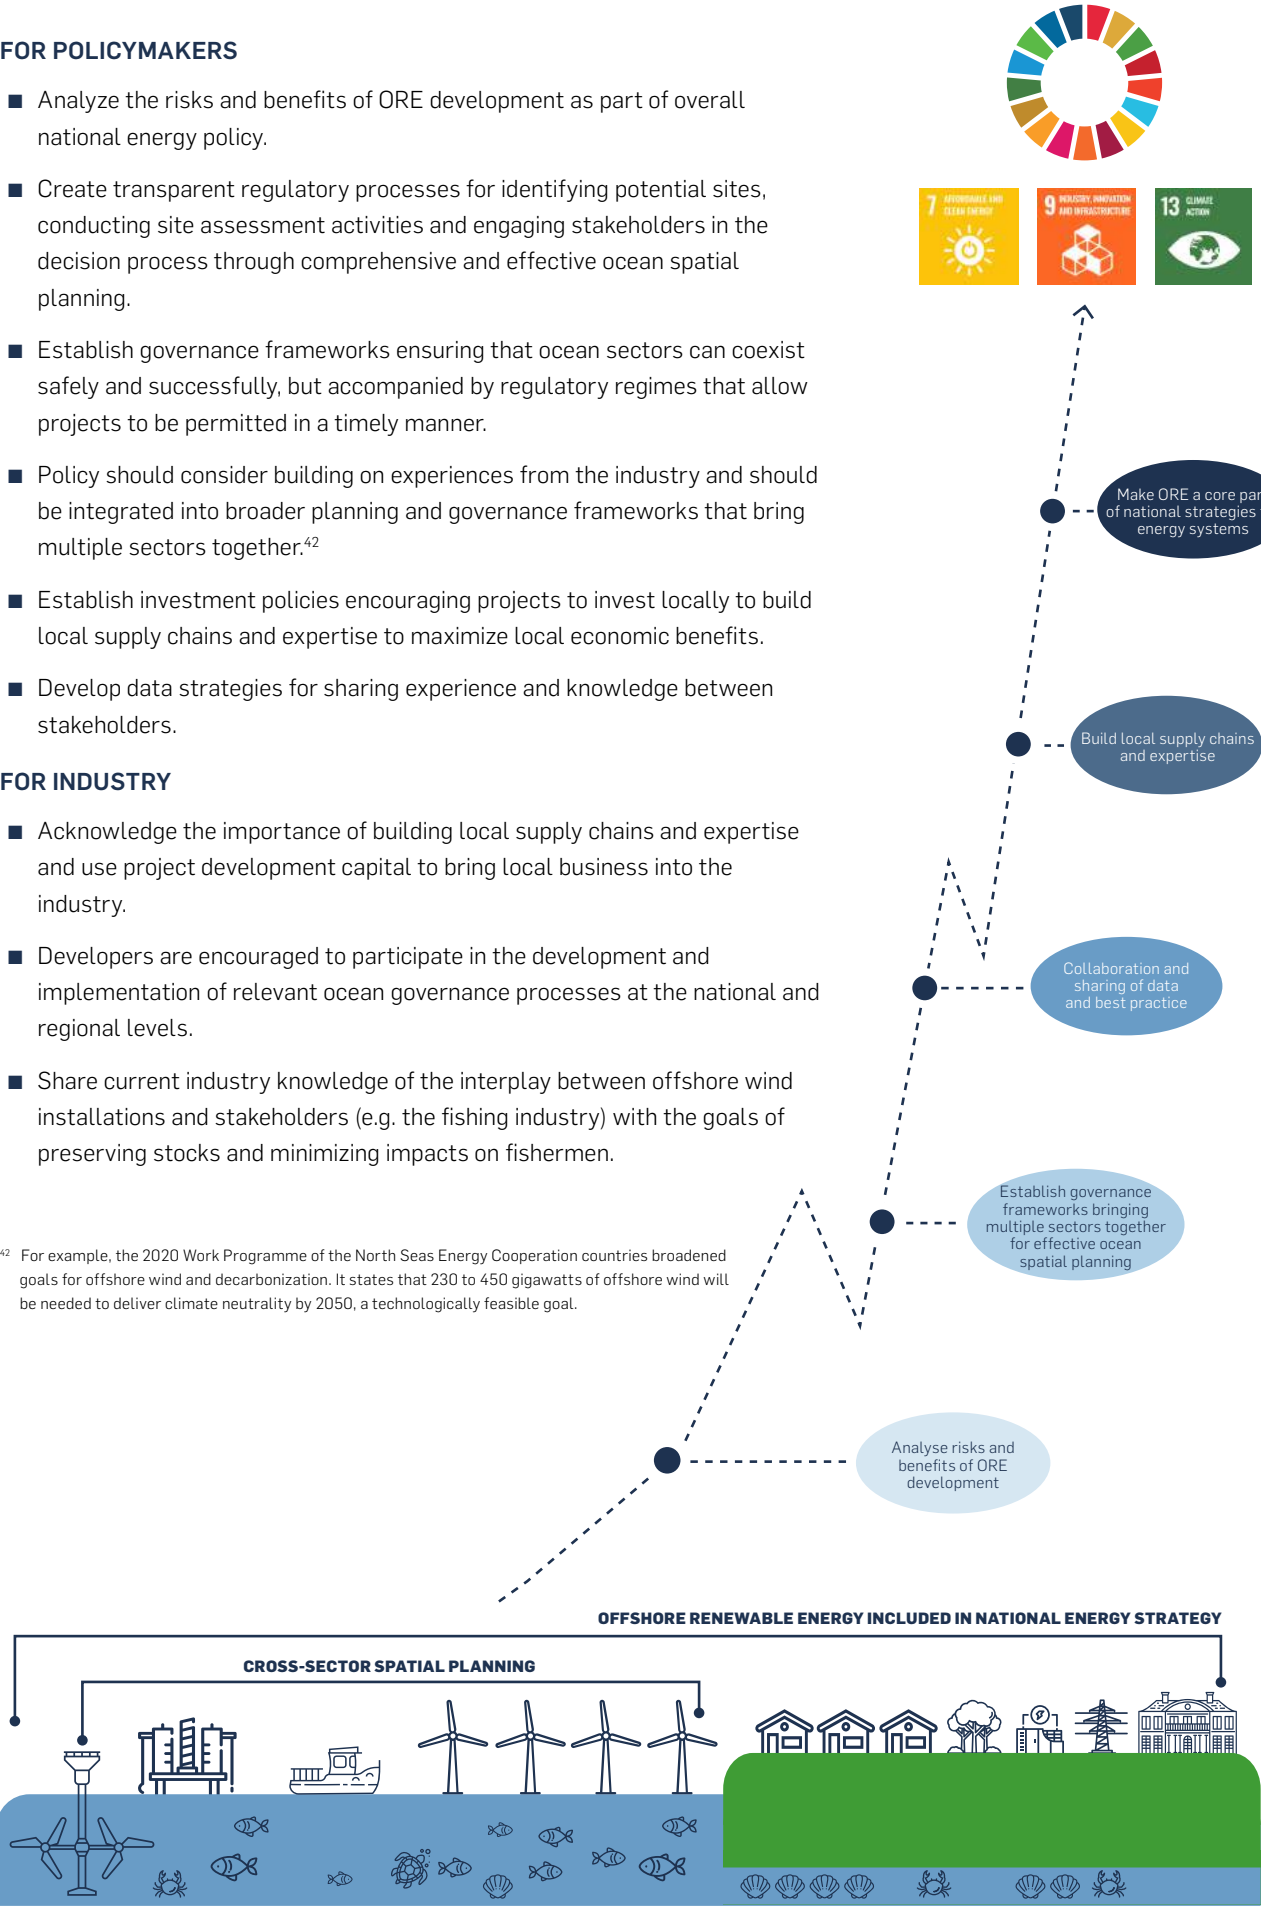 FOR POLICYMAKERS
■ Analyze the risks and benefits of ORE development as part of overall
national energy policy.
■ Create transparent regulatory processes for identifying potential sites,
conducting site assessment activities and engaging stakeholders in the
decision process through comprehensive and effective ocean spatial
planning.
■ Establish governance frameworks ensuring that ocean sectors can coexist
safely and successfully, but accompanied by regulatory regimes that allow
projects to be permitted in a timely manner.
■ Policy should consider building on experiences from the industry and should
be integrated into broader planning and governance frameworks that bring
multiple sectors together.42
■ Establish investment policies encouraging projects to invest locally to build
local supply chains and expertise to maximize local economic benefits.
■ Develop data strategies for sharing experience and knowledge between
stakeholders.
FOR INDUSTRY
■ Acknowledge the importance of building local supply chains and expertise
and use project development capital to bring local business into the
industry.
■ Developers are encouraged to participate in the development and
implementation of relevant ocean governance processes at the national and
regional levels.
■ Share current industry knowledge of the interplay between offshore wind
installations and stakeholders (e.g. the fishing industry) with the goals of
preserving stocks and minimizing impacts on fishermen.
42 For example, the 2020 Work Programme of the North Seas Energy Cooperation countries broadened
goals for offshore wind and decarbonization. It states that 230 to 450 gigawatts of offshore wind will
be needed to deliver climate neutrality by 2050, a technologically feasible goal.
7 AFFORDABLE AND
CLEAN ENERGY
9 INDUSTRY, INNOVATION
AND INFRASTRUCTURE
13 CLIMATE
ACTION
Make ORE a core par
of national strategies
energy systems
Build local supply chains
and expertise
Collaboration and
sharing of data
and best practice
Establish governance
frameworks bringing
multiple sectors together
for effective ocean
spatial planning
Analyse risks and
benefits of ORE
development
OFFSHORE RENEWABLE ENERGY INCLUDED IN NATIONAL ENERGY STRATEGY
CROSS-SECTOR SPATIAL PLANNING